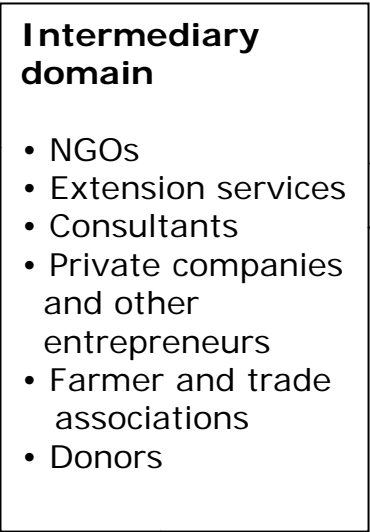 Intermediary
domain
• NGOs
• Extension services
• Consultants
• Private companies
and other
entrepreneurs
• Farmer and trade
associations
• Donors